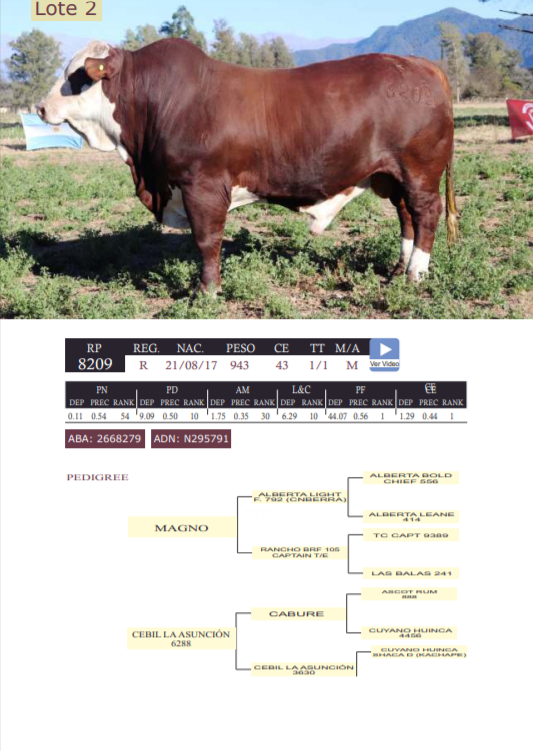 Lote 2
RP REG. NAC. PESO CE TT M/A
8209 R 21/08/17 943 43 1/1 M Ver Video
PN PD AM L&C PF CE
DEP PREC RANK DEP PREC RANK DEP PREC RANK DEP RANK DEP PREC RANK DEP PREC RANK
0.11 0.54 54 9.09 0.50 10 1.75 0.35 30 6.29 10 44.07 0.56 1 1.29 0.44 1
ABA: 2668279 ADN: N295791
PEDIGREE
MAGNO
ALBERTA LIGHT
F. 792 (CNBERRA)
ALBERTA BOLD
CHIEF 556
ALBERTA LEANE
414
RANCHO BRF 105
CAPTAIN T/E
TC CAPT 9389
LAS BALAS 241
CEBIL LA ASUNCIÓN
6288
CABURE
ASCOT RUM
888
CUYANO HUINCA
4456
CEBIL LA ASUNCIÓN
3630
CUYANO HUINCA
SHACA D (KACHAPE)